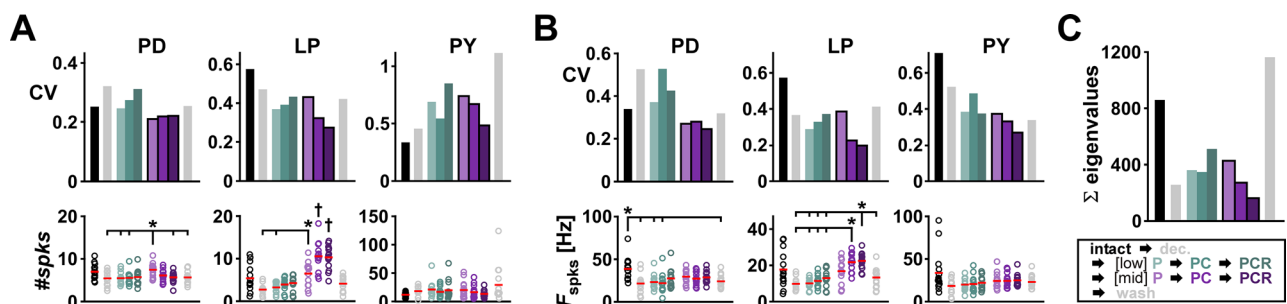 A
PD
LP
PY
CV
0.6
0.4
0.2
0
0.6
0.4
0.2
0
1
0.5
0
#spks
20
10
0
*
20
10
0
*
†
†
150
100
50
0
B
PD
LP
PY
CV
0.6
0.4
0.2
0
0.6
0.4
0.2
0
0.6
0.4
0.2
0
Fspks [Hz]
100
50
0
*
40
20
0
*
*
100
50
0
C
Σ eigenvalues
1200
800
400
0
intact ➡ dec.
➡ [low] P ➡ PC ➡ PCR
➡ [mid] P ➡ PC ➡ PCR
➡ wash